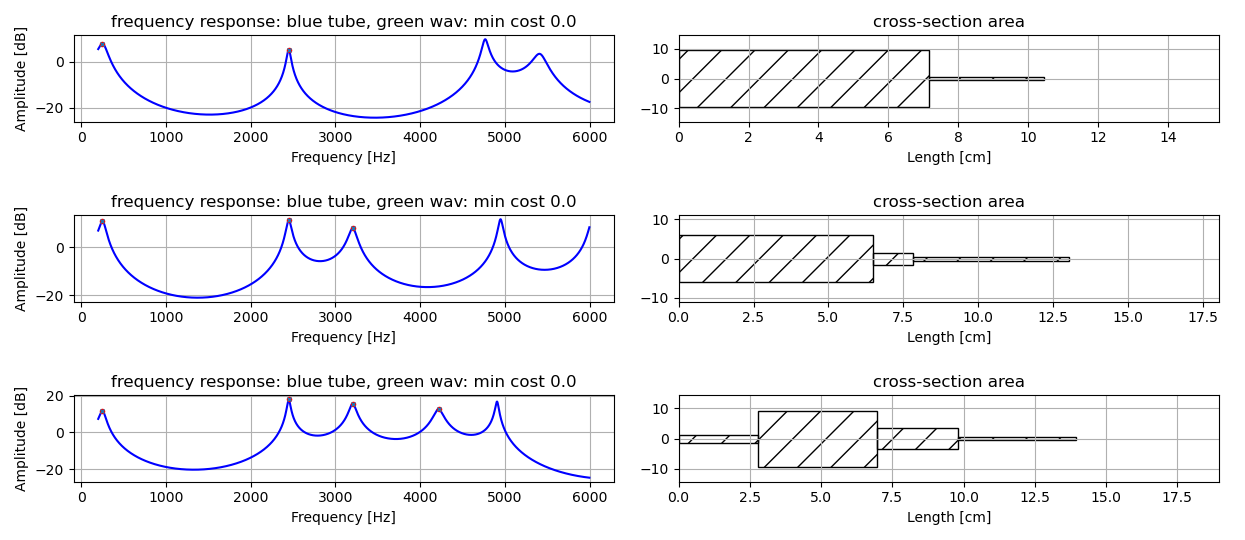 frequency response: blue tube, green wav: min cost 0.0
Amplitude [dB]
0
−20
0 1000 2000 3000 4000 5000 6000
Frequency [Hz]
cross-section area
10
0
−10
0 2 4 6 8 10 12 14
Length [cm]
frequency response: blue tube, green wav: min cost 0.0
Amplitude [dB]
0
−20
0 1000 2000 3000 4000 5000 6000
Frequency [Hz]
cross-section area
10
0
−10
0.0 2.5 5.0 7.5 10.0 12.5 15.0 17.5
Length [cm]
frequency response: blue tube, green wav: min cost 0.0
Amplitude [dB]
20
0
−20
0 1000 2000 3000 4000 5000 6000
Frequency [Hz]
cross-section area
10
0
−10
0.0 2.5 5.0 7.5 10.0 12.5 15.0 17.5
Length [cm]